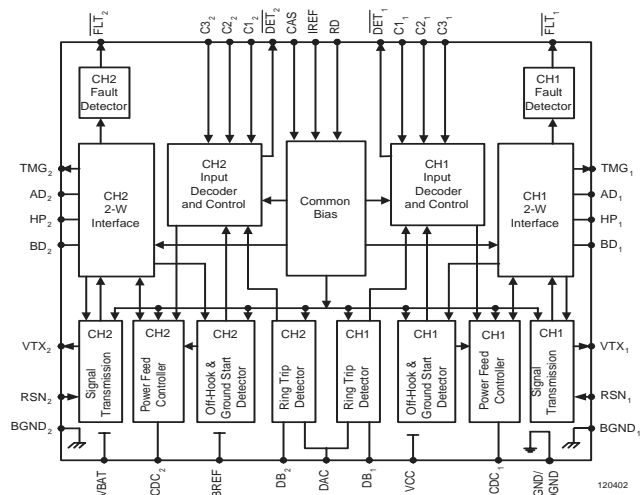 FLT2 C32 C22 C12 DET2 CAS IREF RD DET1 C11 C21 C31 FLT1
CH2
Fault
Detector
CH1
Fault
Detector
TMG2
AD2
HP2
BD2
CH2
2-W
Interface
CH2
Input
Decoder
and Control
Common
Bias
CH1
Input
Decoder
and Control
CH1
2-W
Interface
TMG1
AD1
HP1
BD1
VTX2
RSN2
BGND2
CH2
Signal
Transmission
CH2
Power Feed
Controller
CH2
Off-Hook &
Ground Start
Detector
CH2
Ring Trip
Detector
CH1
Ring Trip
Detector
CH1
Off-Hook &
Ground Start
Detector
CH1
Power Feed
Controller
CH1
Signal
Transmission
VTX1
RSN1
BGND1
VBAT CDC2 BREF DB2 DAC DB1 VCC CDC1
120402